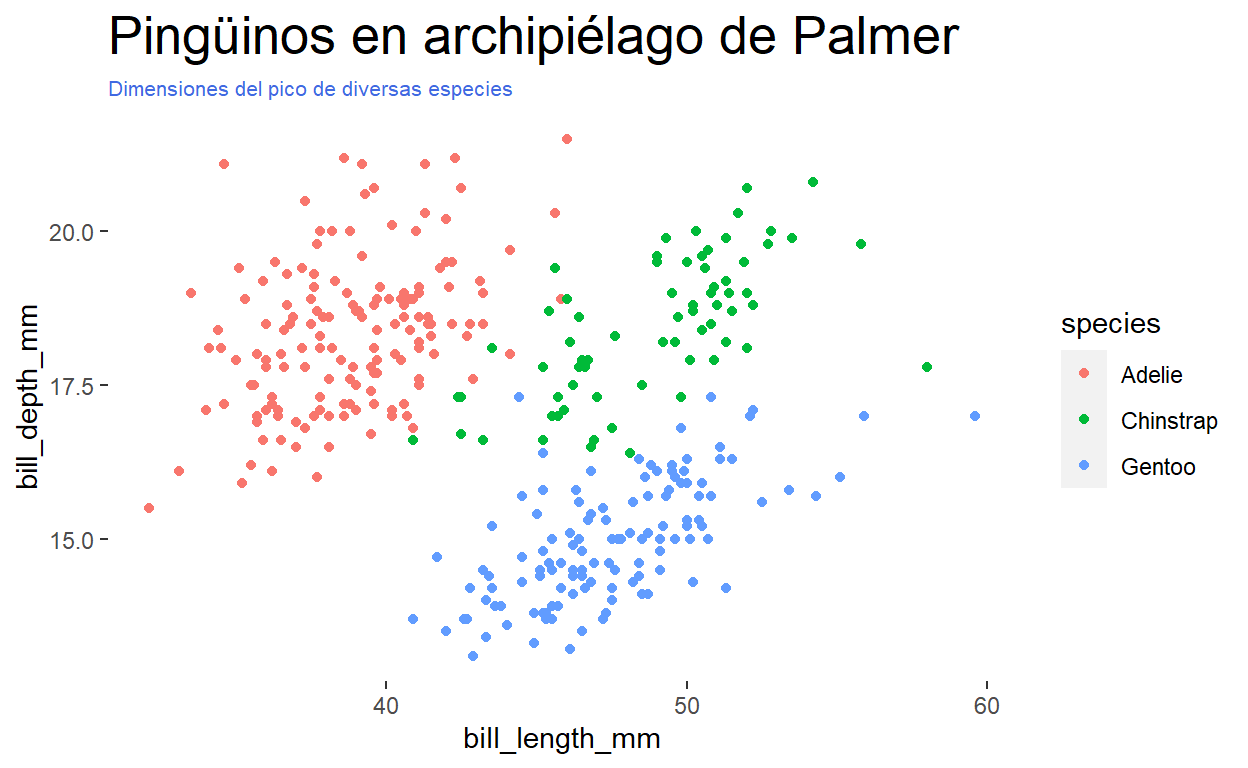 Pingüinos en archipiélago de Palmer
Dimensiones del pico de diversas especies
20.0
17.5
15.0
bill_depth_mm
40
50
60
bill_length_mm
species
Adelie
Chinstrap
Gentoo